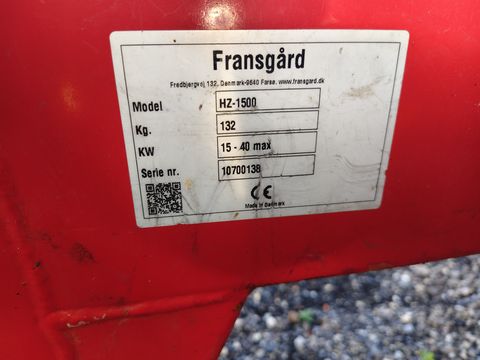 Fransgård
Fredbjergvej 132, Denmark-9640 Farsø. www.fransgard.dk
Model HZ-1500
Kg. 132
KW 15 - 40 max
Serie nr. 10700138
CE
Made in Denmark